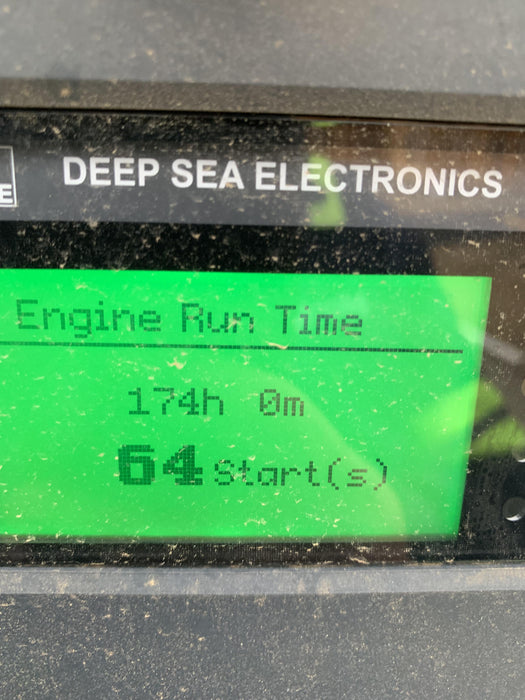 E
DEEP SEA ELECTRONICS
Engine Run Time
174h 0m
64 Start(s)